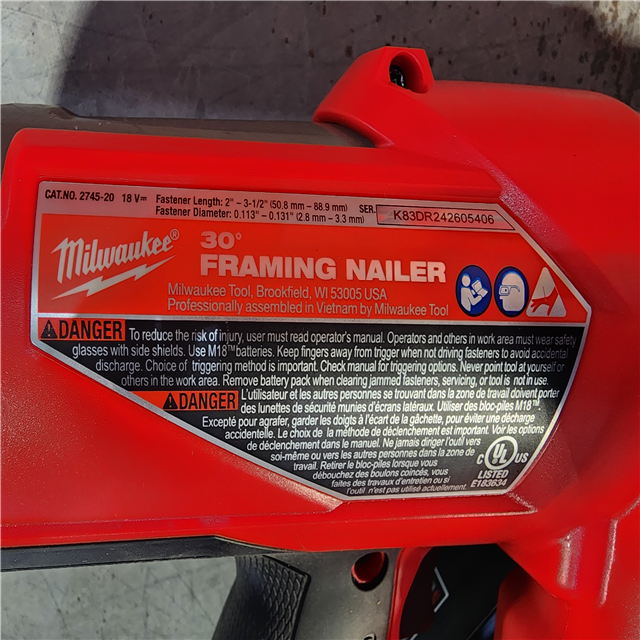 CAT.NO. 2745-20 18 V⎓ Fastener Length: 2" – 3-1/2" (50.8 mm – 88.9 mm)
Fastener Diameter: 0.113" – 0.131" (2.8 mm – 3.3 mm)
SER. K83DR242605406
Milwaukee®
30°
FRAMING NAILER
Milwaukee Tool, Brookfield, WI 53005 USA
Professionally assembled in Vietnam by Milwaukee Tool
DANGER To reduce the risk of injury, user must read operator's manual. Operators and others in work area must wear safety
glasses with side shields. Use M18™ batteries. Keep fingers away from trigger when not driving fasteners to avoid accidental
discharge. Choice of triggering method is important. Check manual for triggering options. Never point tool at yourself or
others in the work area. Remove battery pack when clearing jammed fasteners, servicing, or tool is not in use.
DANGER L'utilisateur et les autres personnes se trouvant dans la zone de travail doivent porter
des lunettes de sécurité munies d'écrans latéraux. Utiliser des bloc-piles M18™.
Excepté pour agrafer, garder les doigts à l'écart de la gâchette, pour éviter une décharge
accidentelle. Le choix de la méthode de déclenchement est important. Voir les options
de déclenchement dans le manuel. Ne jamais diriger l'outil vers
soi-même ou vers les autres personnes dans la zone de
travail. Retirer le bloc-piles lorsque vous
débouchez des boulons coincés, vous
faites des travaux d'entretien ou si
l'outil n'est pas utilisé actuellement.
C UL US
LISTED
E183634